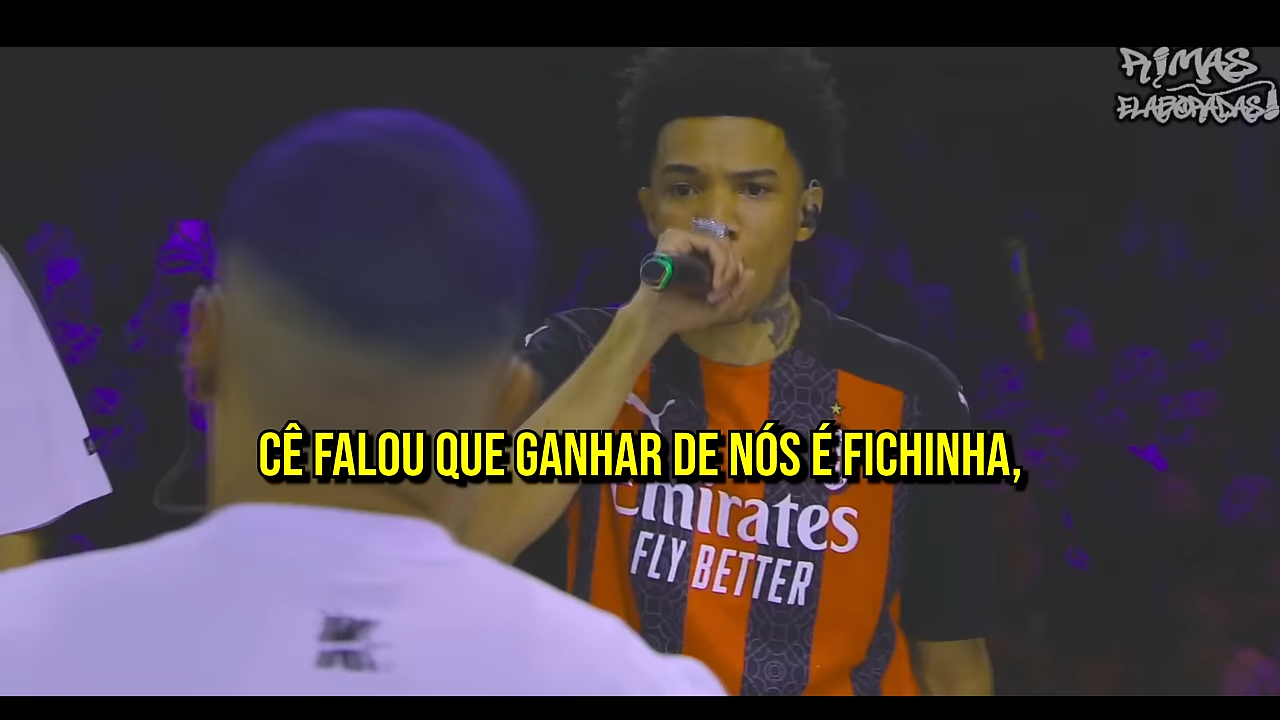 RIMAS
ELABORADAS!
CÊ FALOU QUE GANHAR DE NÓS É FICHINHA,
Emirates
FLY BETTER